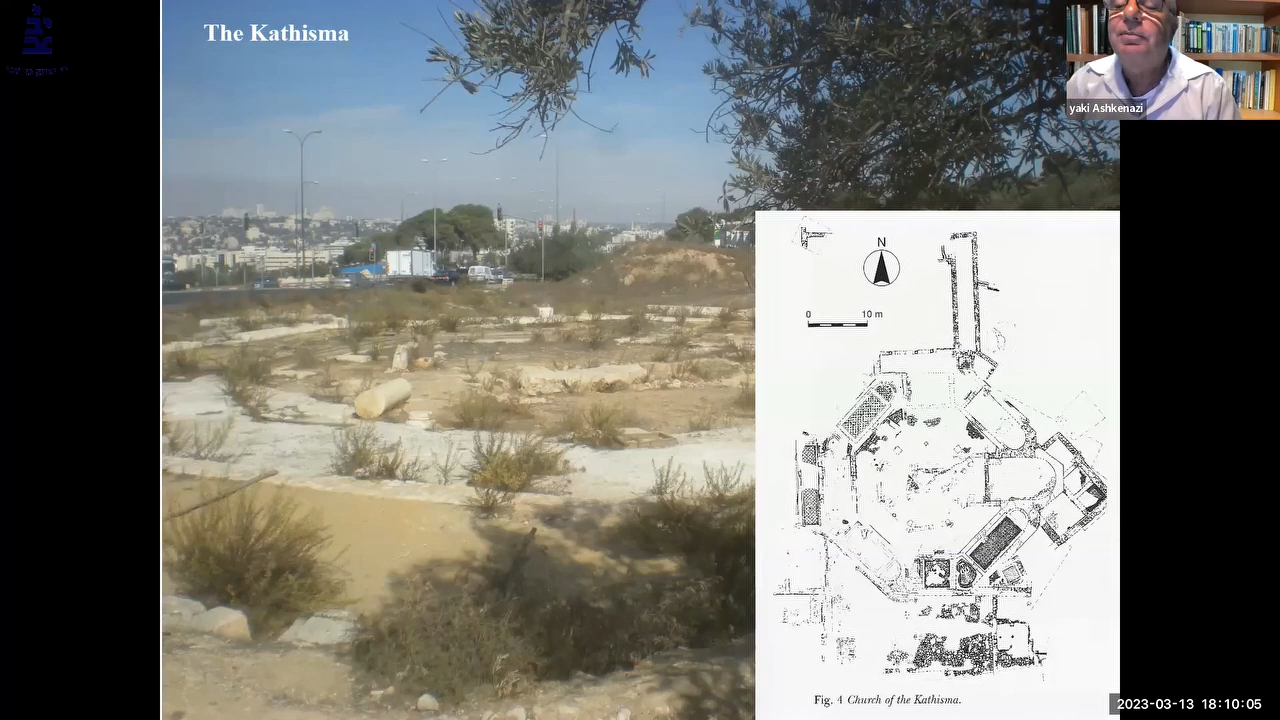 The Kathisma
yaki Ashkenazi
N
0 10 m
Fig. 4 Church of the Kathisma.
2023-03-13 18:10:05